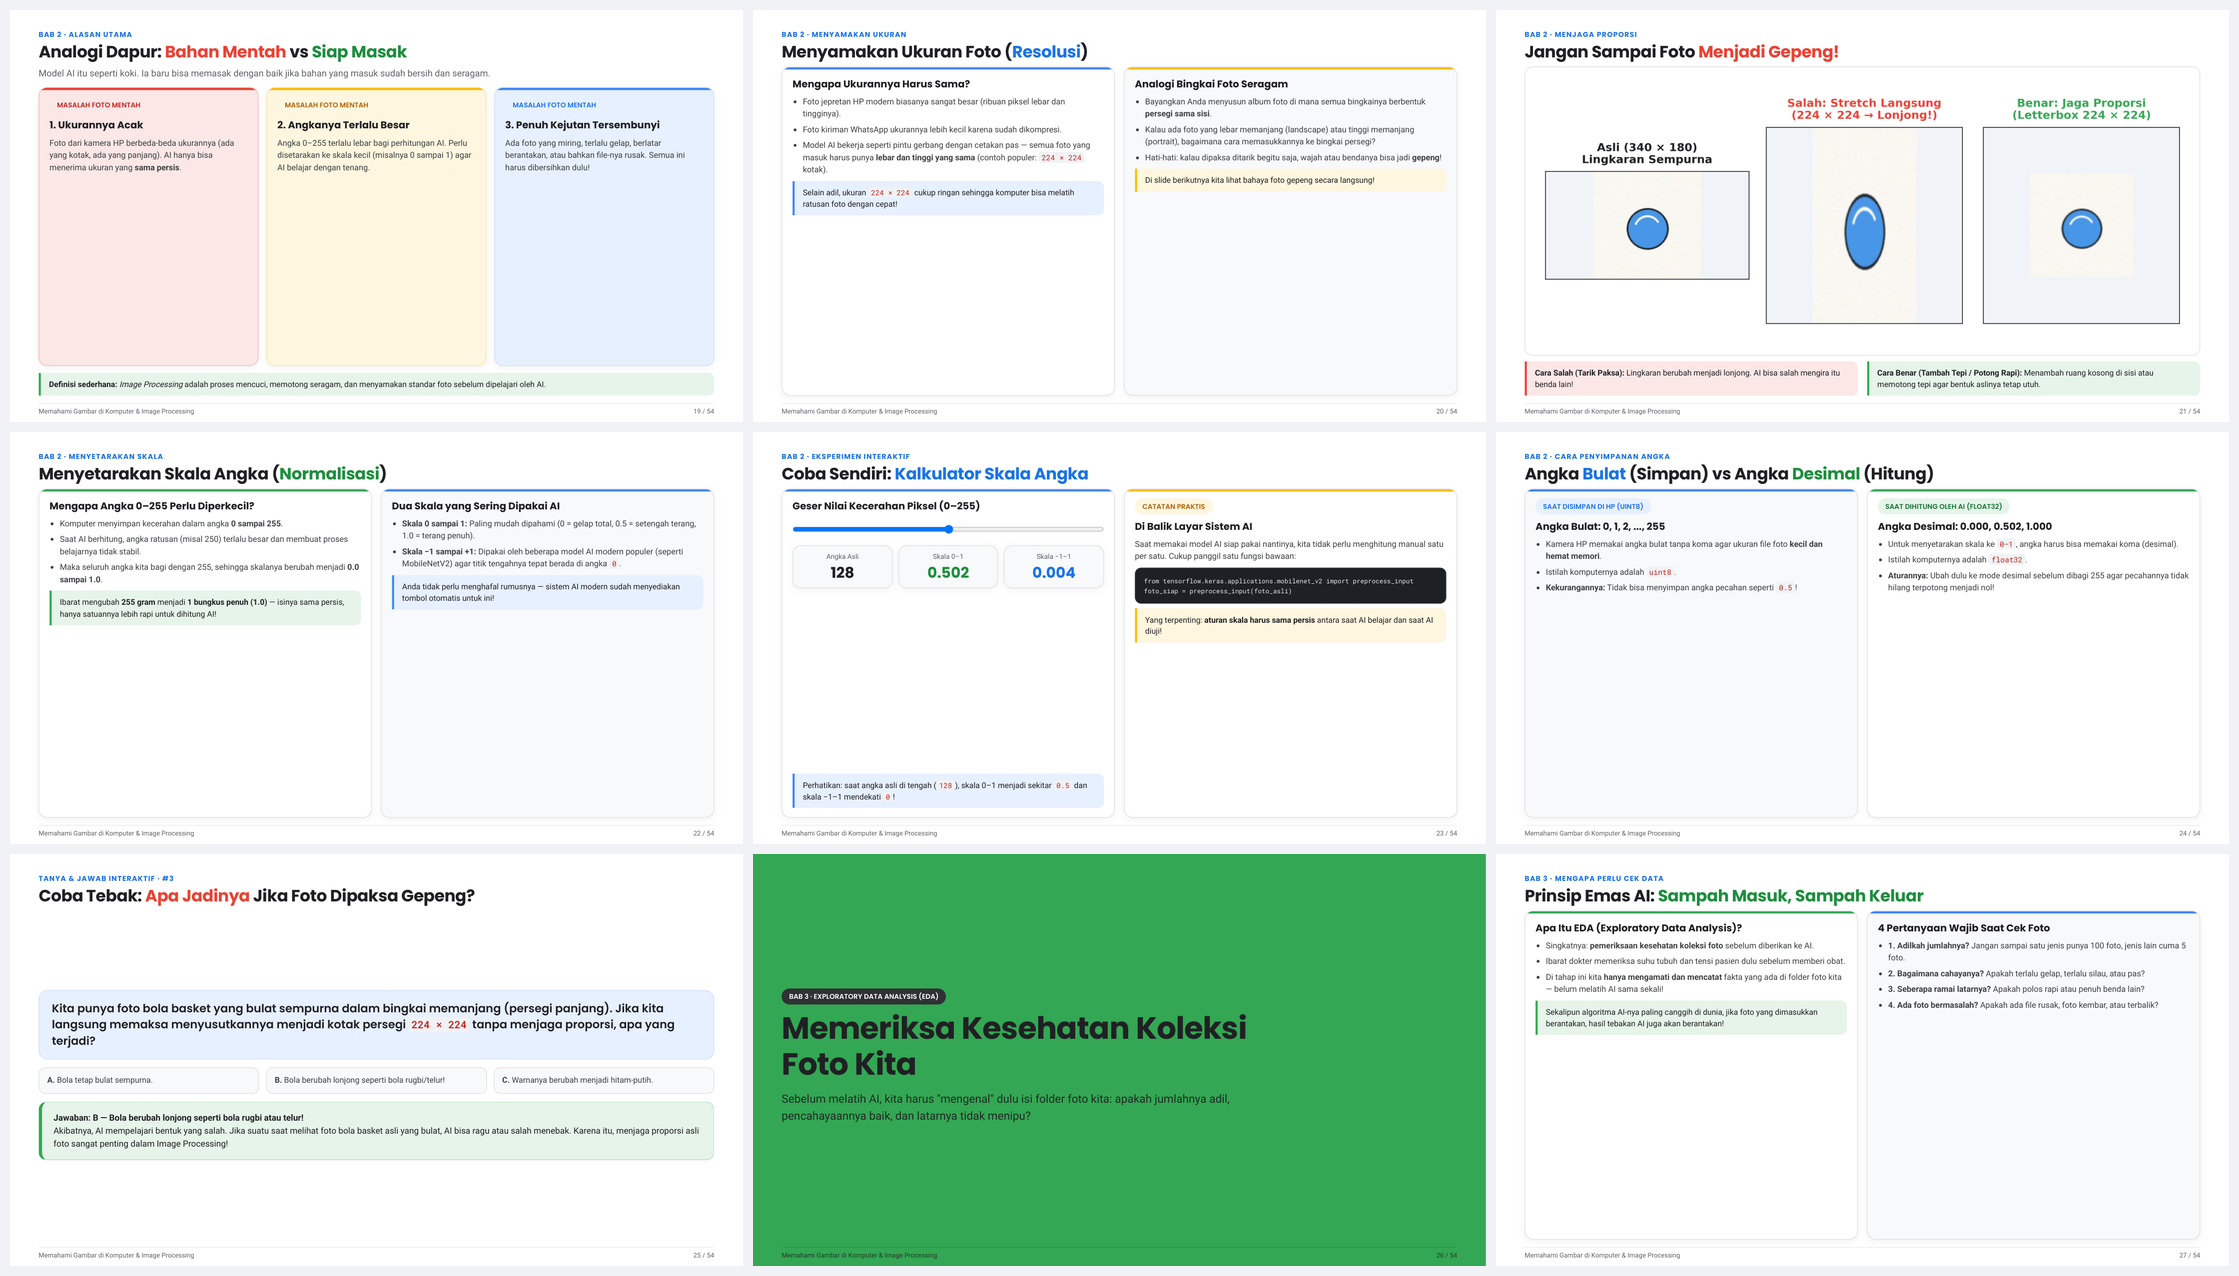 BAB 2 · ALASAN UTAMA
Analogi Dapur: Bahan Mentah vs Siap Masak
Model AI itu seperti koki. Ia baru bisa memasak dengan baik jika bahan yang masuk sudah bersih dan seragam.
MASALAH FOTO MENTAH
1. Ukurannya Acak
Foto dari kamera HP berbeda-beda ukurannya (ada
yang kotak, ada yang panjang). AI hanya bisa
menerima ukuran yang sama persis.
MASALAH FOTO MENTAH
2. Angkanya Terlalu Besar
Angka 0–255 terlalu lebar bagi perhitungan AI. Perlu
disetarakan ke skala kecil (misalnya 0 sampai 1) agar
AI belajar dengan tenang.
MASALAH FOTO MENTAH
3. Penuh Kejutan Tersembunyi
Ada foto yang miring, terlalu gelap, berlatar
berantakan, atau bahkan file-nya rusak. Semua ini
harus dibersihkan dulu!
Definisi sederhana: Image Processing adalah proses mencuci, memotong seragam, dan menyamakan standar foto sebelum dipelajari oleh AI.
Memahami Gambar di Komputer & Image Processing
19 / 54
BAB 2 · MENYAMAKAN UKURAN
Menyamakan Ukuran Foto (Resolusi)
Mengapa Ukurannya Harus Sama?
• Foto jepretan HP modern biasanya sangat besar (ribuan piksel lebar dan
tingginya).
• Foto kiriman WhatsApp ukurannya lebih kecil karena sudah dikompresi.
• Model AI bekerja seperti pintu gerbang dengan cetakan pas — semua foto yang
masuk harus punya lebar dan tinggi yang sama (contoh populer: 224 × 224
kotak).
Selain adil, ukuran 224 × 224 cukup ringan sehingga komputer bisa melatih
ratusan foto dengan cepat!
Analogi Bingkai Foto Seragam
• Bayangkan Anda menyusun album foto di mana semua bingkainya berbentuk
persegi sama sisi.
• Kalau ada foto yang lebar memanjang (landscape) atau tinggi memanjang
(portrait), bagaimana cara memasukkannya ke bingkai persegi?
• Hati-hati: kalau dipaksa ditarik begitu saja, wajah atau bendanya bisa jadi gepeng!
Di slide berikutnya kita lihat bahaya foto gepeng secara langsung!
Memahami Gambar di Komputer & Image Processing
20 / 54
BAB 2 · MENJAGA PROPORSI
Jangan Sampai Foto Menjadi Gepeng!
Asli (340 × 180)
Lingkaran Sempurna
Salah: Stretch Langsung
(224 × 224 → Lonjong!)
Benar: Jaga Proporsi
(Letterbox 224 × 224)
Cara Salah (Tarik Paksa): Lingkaran berubah menjadi lonjong. AI bisa salah mengira itu
benda lain!
Cara Benar (Tambah Tepi / Potong Rapi): Menambah ruang kosong di sisi atau
memotong tepi agar bentuk aslinya tetap utuh.
Memahami Gambar di Komputer & Image Processing
21 / 54
BAB 2 · MENYETARAKAN SKALA
Menyetarakan Skala Angka (Normalisasi)
Mengapa Angka 0–255 Perlu Diperkecil?
• Komputer menyimpan kecerahan dalam angka 0 sampai 255.
• Saat AI berhitung, angka ratusan (misal 250) terlalu besar dan membuat proses
belajarnya tidak stabil.
• Maka seluruh angka kita bagi dengan 255, sehingga skalanya berubah menjadi 0.0
sampai 1.0.
Ibarat mengubah 255 gram menjadi 1 bungkus penuh (1.0) — isinya sama persis,
hanya satuannya lebih rapi untuk dihitung AI!
Dua Skala yang Sering Dipakai AI
• Skala 0 sampai 1: Paling mudah dipahami (0 = gelap total, 0.5 = setengah terang,
1.0 = terang penuh).
• Skala −1 sampai +1: Dipakai oleh beberapa model AI modern populer (seperti
MobileNetV2) agar titik tengahnya tepat berada di angka 0.
Anda tidak perlu menghafal rumusnya — sistem AI modern sudah menyediakan
tombol otomatis untuk ini!
Memahami Gambar di Komputer & Image Processing
22 / 54
BAB 2 · EKSPERIMEN INTERAKTIF
Coba Sendiri: Kalkulator Skala Angka
Geser Nilai Kecerahan Piksel (0–255)
Angka Asli
128
Skala 0–1
0.502
Skala −1–1
0.004
Perhatikan: saat angka asli di tengah ( 128 ), skala 0–1 menjadi sekitar 0.5 dan
skala −1–1 mendekati 0 !
CATATAN PRAKTIS
Di Balik Layar Sistem AI
Saat memakai model AI siap pakai nantinya, kita tidak perlu menghitung manual satu
per satu. Cukup panggil satu fungsi bawaan:
from tensorflow.keras.applications.mobilenet_v2 import preprocess_input
foto_siap = preprocess_input(foto_asli)
Yang terpenting: aturan skala harus sama persis antara saat AI belajar dan saat AI
diuji!
Memahami Gambar di Komputer & Image Processing
23 / 54
BAB 2 · CARA PENYIMPANAN ANGKA
Angka Bulat (Simpan) vs Angka Desimal (Hitung)
SAAT DISIMPAN DI HP (UINT8)
Angka Bulat: 0, 1, 2, ..., 255
• Kamera HP memakai angka bulat tanpa koma agar ukuran file foto kecil dan
hemat memori.
• Istilah komputernya adalah uint8 .
• Kekurangannya: Tidak bisa menyimpan angka pecahan seperti 0.5 !
SAAT DIHITUNG OLEH AI (FLOAT32)
Angka Desimal: 0.000, 0.502, 1.000
• Untuk menyetarakan skala ke 0–1 , angka harus bisa memakai koma (desimal).
• Istilah komputernya adalah float32 .
• Aturannya: Ubah dulu ke mode desimal sebelum dibagi 255 agar pecahannya tidak
hilang terpotong menjadi nol!
Memahami Gambar di Komputer & Image Processing
24 / 54
TANYA & JAWAB INTERAKTIF · #3
Coba Tebak: Apa Jadinya Jika Foto Dipaksa Gepeng?
Kita punya foto bola basket yang bulat sempurna dalam bingkai memanjang (persegi panjang). Jika kita
langsung memaksa menyusutkannya menjadi kotak persegi 224 × 224 tanpa menjaga proporsi, apa yang
terjadi?
A. Bola tetap bulat sempurna.
B. Bola berubah lonjong seperti bola rugbi/telur!
C. Warnanya berubah menjadi hitam-putih.
Jawaban: B — Bola berubah lonjong seperti bola rugbi atau telur!
Akibatnya, AI mempelajari bentuk yang salah. Jika suatu saat melihat foto bola basket asli yang bulat, AI bisa ragu atau salah menebak. Karena itu, menjaga proporsi asli
foto sangat penting dalam Image Processing!
Memahami Gambar di Komputer & Image Processing
25 / 54
BAB 3 · EXPLORATORY DATA ANALYSIS (EDA)
Memeriksa Kesehatan Koleksi
Foto Kita
Sebelum melatih AI, kita harus "mengenal" dulu isi folder foto kita: apakah jumlahnya adil,
pencahayaannya baik, dan latarnya tidak menipu?
Memahami Gambar di Komputer & Image Processing
26 / 54
BAB 3 · MENGAPA PERLU CEK DATA
Prinsip Emas AI: Sampah Masuk, Sampah Keluar
Apa Itu EDA (Exploratory Data Analysis)?
• Singkatnya: pemeriksaan kesehatan koleksi foto sebelum diberikan ke AI.
• Ibarat dokter memeriksa suhu tubuh dan tensi pasien dulu sebelum memberi obat.
• Di tahap ini kita hanya mengamati dan mencatat fakta yang ada di folder foto kita
— belum melatih AI sama sekali!
Sekalipun algoritma AI-nya paling canggih di dunia, jika foto yang dimasukkan
berantakan, hasil tebakan AI juga akan berantakan!
4 Pertanyaan Wajib Saat Cek Foto
• 1. Adilkah jumlahnya? Jangan sampai satu jenis punya 100 foto, jenis lain cuma 5
foto.
• 2. Bagaimana cahayanya? Apakah terlalu gelap, terlalu silau, atau pas?
• 3. Seberapa ramai latarnya? Apakah polos rapi atau penuh benda lain?
• 4. Ada foto bermasalah? Apakah ada file rusak, foto kembar, atau terbalik?
Memahami Gambar di Komputer & Image Processing
27 / 54